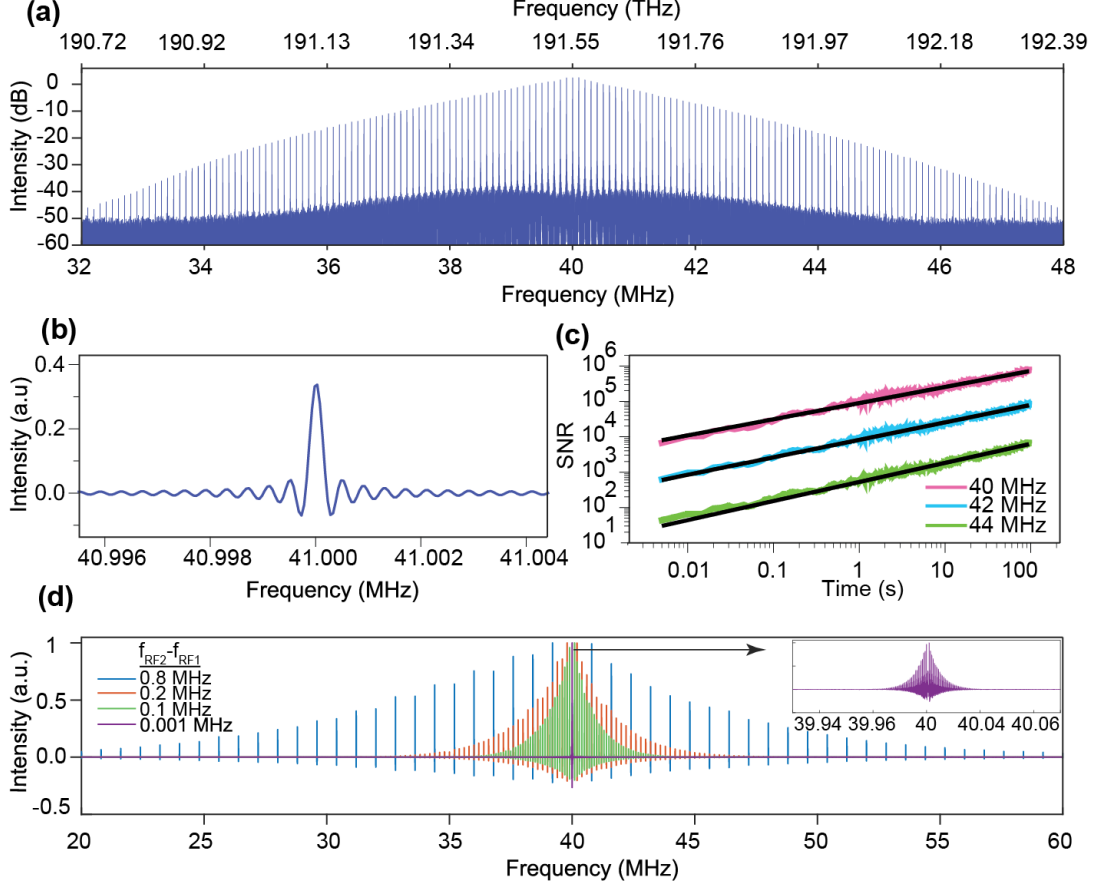 (a)
Frequency (THz)
190.72 190.92 191.13 191.34 191.55 191.76 191.97 192.18 192.39
Intensity (dB)
0
-10
-20
-30
-40
-50
-60
32 34 36 38 40 42 44 46 48
Frequency (MHz)
(b)
Intensity (a.u)
0.4
0.2
0.0
40.996 40.998 41.000 41.002 41.004
Frequency (MHz)
(c)
SNR
10^6
10^5
10^4
10^3
10^2
10^1
40 MHz
42 MHz
44 MHz
0.01 0.1 1 10 100
Time (s)
(d)
Intensity (a.u.)
1
0.5
0.0
-0.5
f_RF2-f_RF1
0.8 MHz
0.2 MHz
0.1 MHz
0.001 MHz
39.94 39.96 40 40.04 40.06
20 25 30 35 40 45 50 55 60
Frequency (MHz)